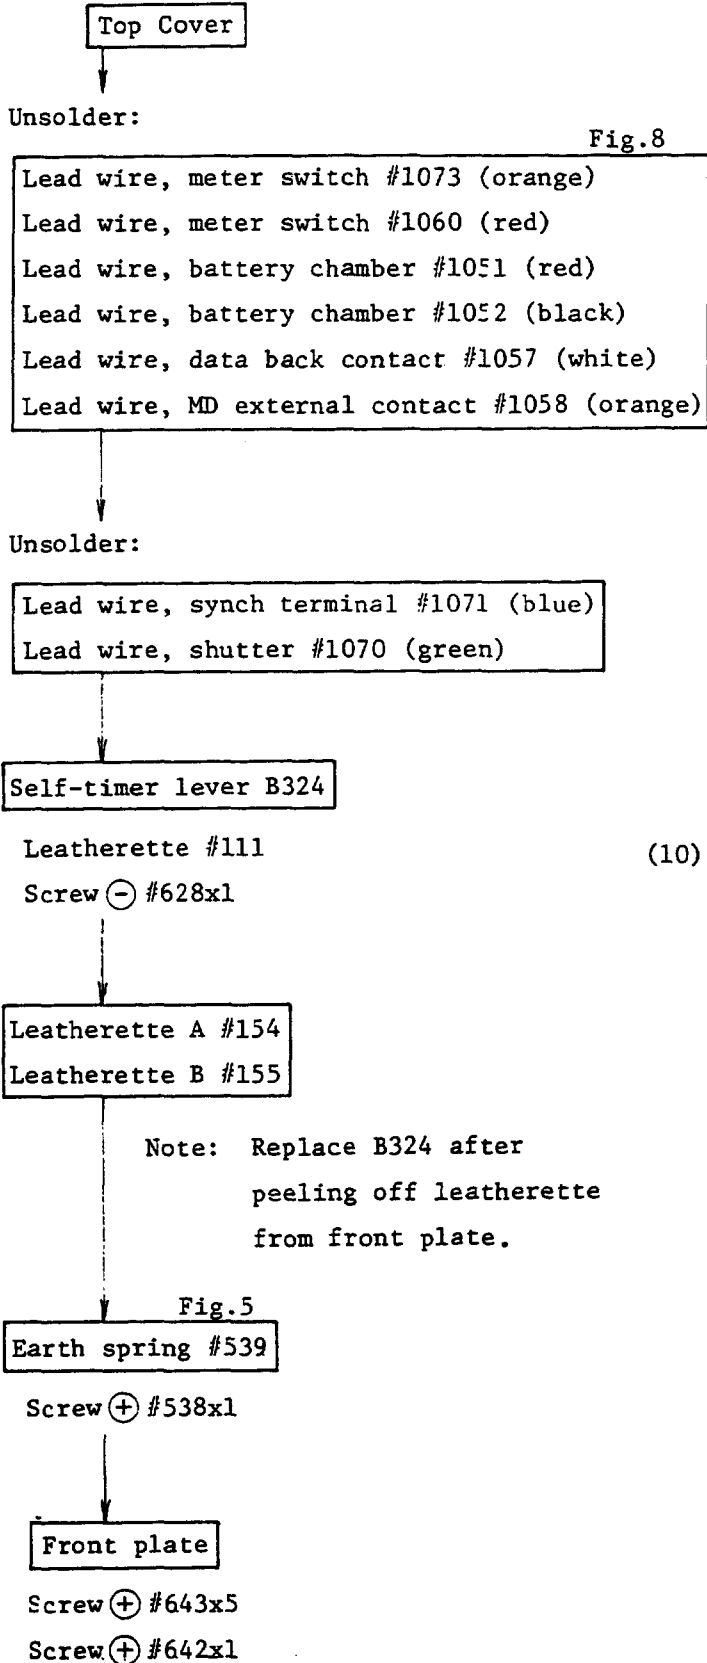 Top Cover
Unsolder:
Fig.8
Lead wire, meter switch #1073 (orange)
Lead wire, meter switch #1060 (red)
Lead wire, battery chamber #1051 (red)
Lead wire, battery chamber #1052 (black)
Lead wire, data back contact #1057 (white)
Lead wire, MD external contact #1058 (orange)
Unsolder:
Lead wire, synch terminal #1071 (blue)
Lead wire, shutter #1070 (green)
Self-timer lever B324
Leatherette #111 (10)
Screw ⊖ #628x1
Leatherette A #154
Leatherette B #155
Note: Replace B324 after
peeling off leatherette
from front plate.
Fig.5
Earth spring #539
Screw ⊕ #538x1
Front plate
Screw ⊕ #643x5
Screw ⊕ #642x1